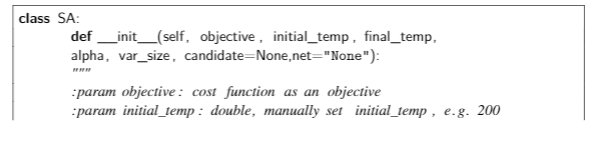 class SA:
def __init__(self, objective, initial_temp, final_temp,
alpha, var_size, candidate=None,net="None"):
"""
:param objective: cost function as an objective
:param initial_temp: double, manually set initial_temp, e.g. 200